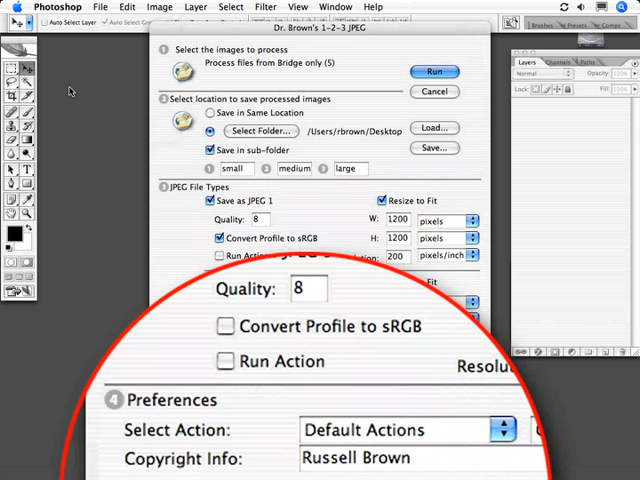 Photoshop File Edit Image Layer Select Filter View Window Help
Auto Select Layer
Brushes Presets Comps
Dr. Brown's 1-2-3 JPEG
1 Select the images to process
Process files from Bridge only (5)
Run
Cancel
2 Select location to save processed images
Save in Same Location
Select Folder... /Users/rbrown/Desktop
Load...
Save in sub-folder
Save...
1 small 2 medium 3 large
3 JPEG File Types
Save as JPEG 1 Resize to Fit
Quality: 8 W: 1200 pixels
Convert Profile to sRGB H: 1200 pixels
200 pixels/inch
Fit
Layers Channels Paths
Normal Opacity:
Lock: Fill:
Quality: 8
Convert Profile to sRGB
Run Action
4 Preferences
Select Action: Default Actions
Copyright Info: Russell Brown